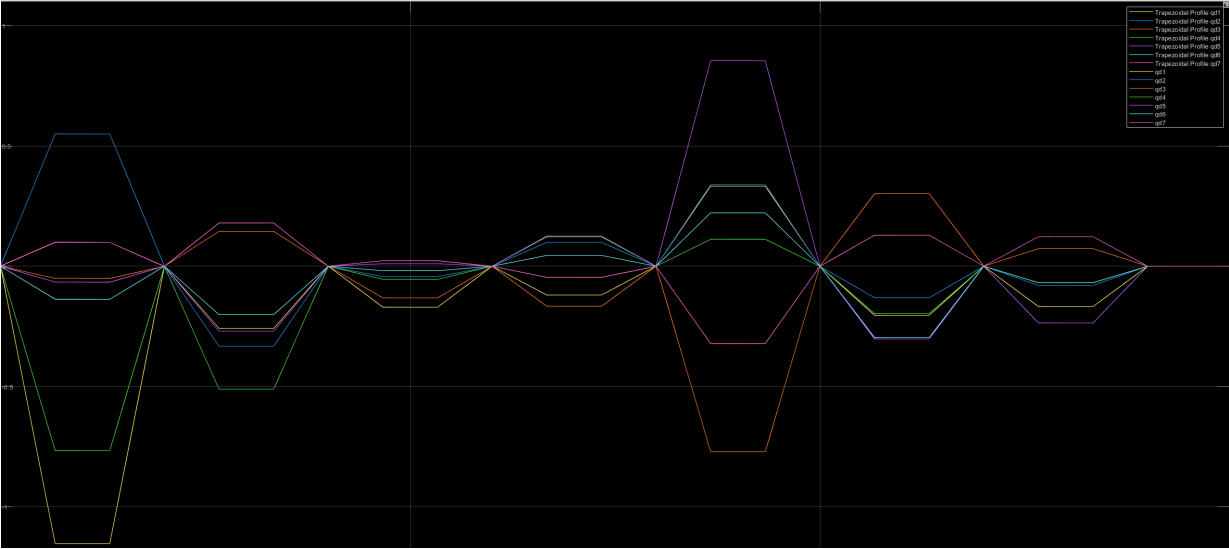 1
0.5
-0.5
-1
Trapezoidal Profile qd1
Trapezoidal Profile qd2
Trapezoidal Profile qd3
Trapezoidal Profile qd4
Trapezoidal Profile qd5
Trapezoidal Profile qd6
Trapezoidal Profile qd7
qd1
qd2
qd3
qd4
qd5
qd6
qd7